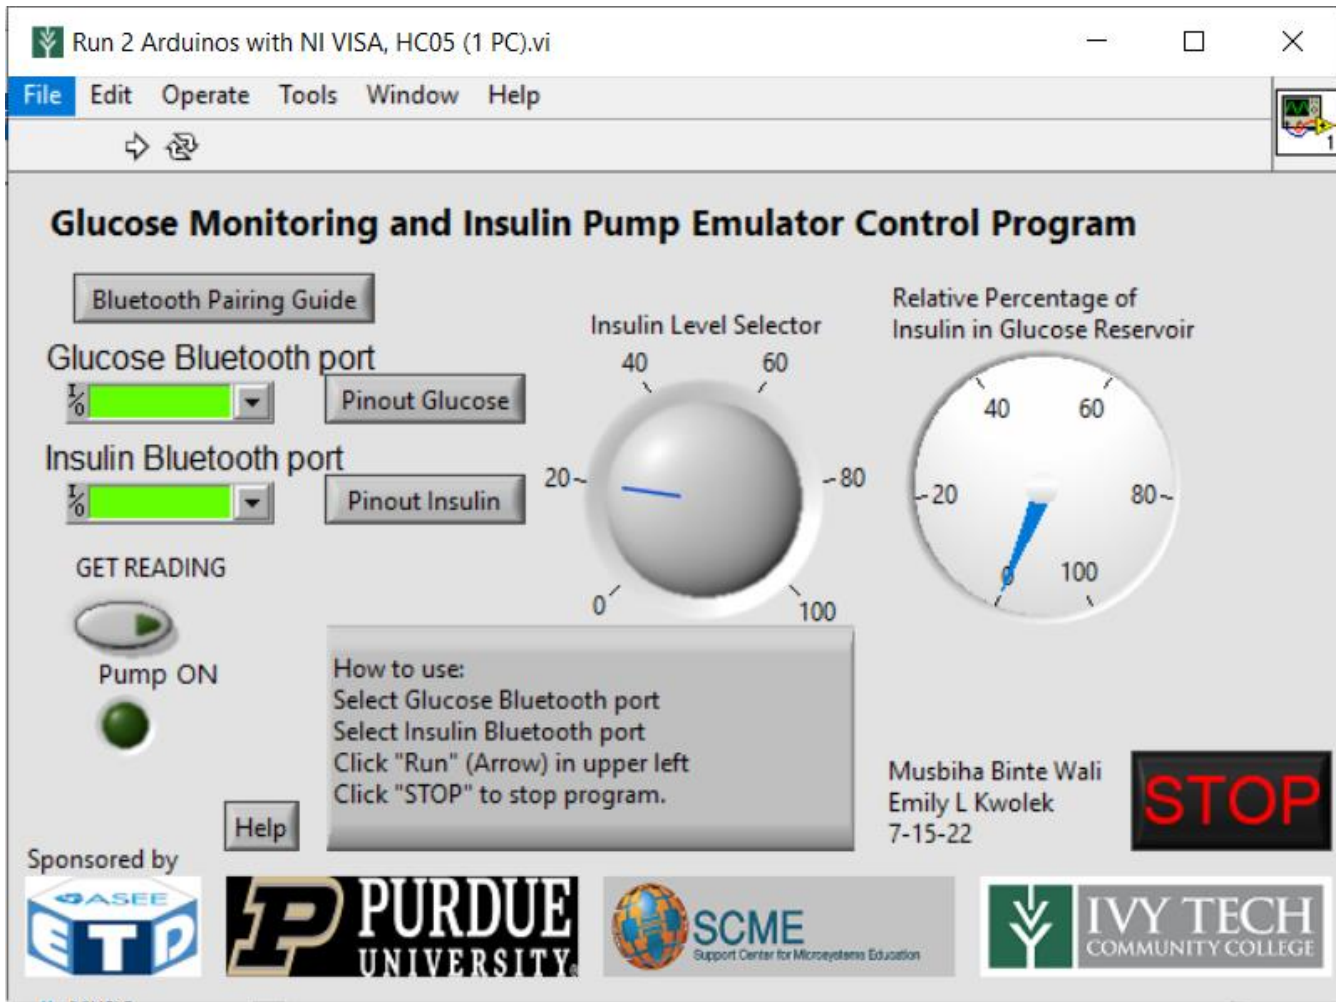 Run 2 Arduinos with NI VISA, HC05 (1 PC).vi
File Edit Operate Tools Window Help
1
Glucose Monitoring and Insulin Pump Emulator Control Program
Bluetooth Pairing Guide
Glucose Bluetooth port
I/O
Pinout Glucose
Insulin Bluetooth port
I/O
Pinout Insulin
GET READING
Pump ON
Insulin Level Selector
0
20
40
60
80
100
Relative Percentage of
Insulin in Glucose Reservoir
0
20
40
60
80
100
How to use:
Select Glucose Bluetooth port
Select Insulin Bluetooth port
Click "Run" (Arrow) in upper left
Click "STOP" to stop program.
Help
Musbiha Binte Wali
Emily L Kwolek
7-15-22
STOP
Sponsored by
ASEE
ETD
P PURDUE
UNIVERSITY®
SCME
Support Center for Microsystems Education
IVY TECH
COMMUNITY COLLEGE